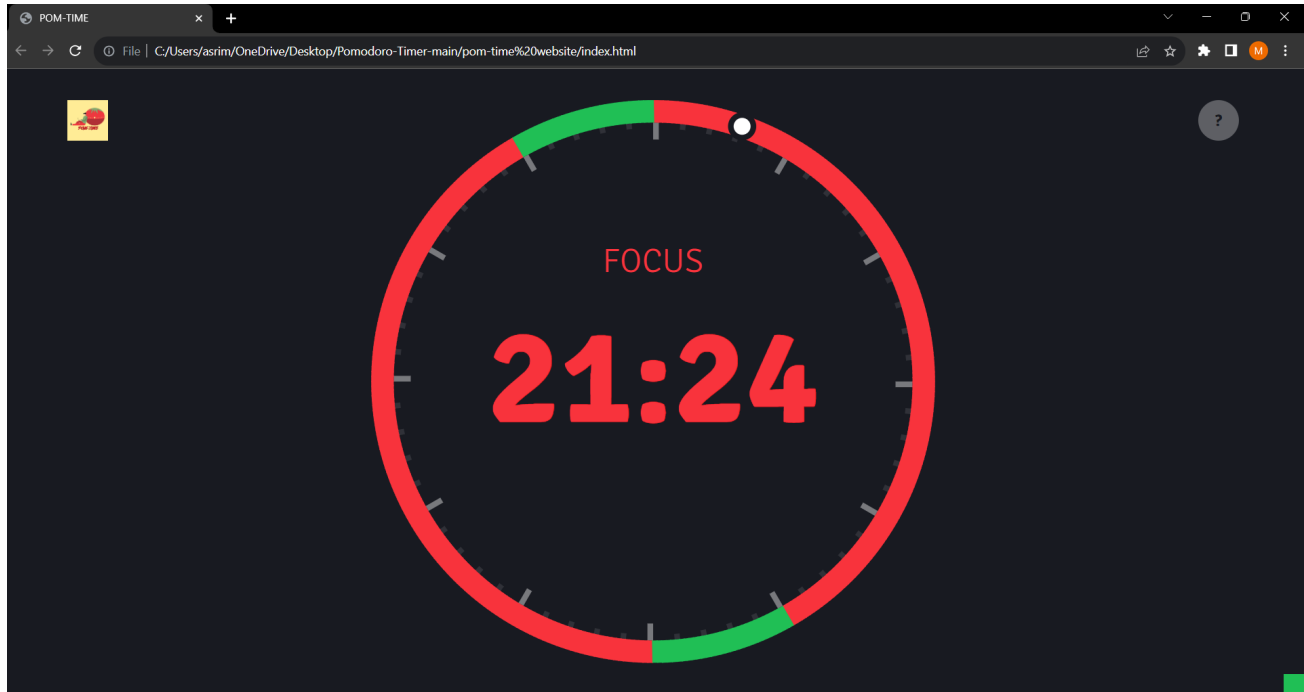 POM-TIME
File
C:/Users/asrim/OneDrive/Desktop/Pomodoro-Timer-main/pom-time%20website/index.html
M
?
FOCUS
21:24